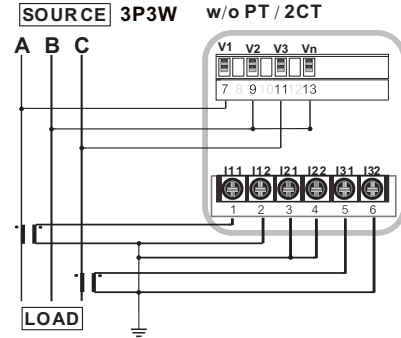 SOURCE 3P3W w/o PT / 2CT
A B C
V1 V2 V3 Vn
7 8 9 10 11 12 13
I11 I12 I21 I22 I31 I32
1 2 3 4 5 6
LOAD